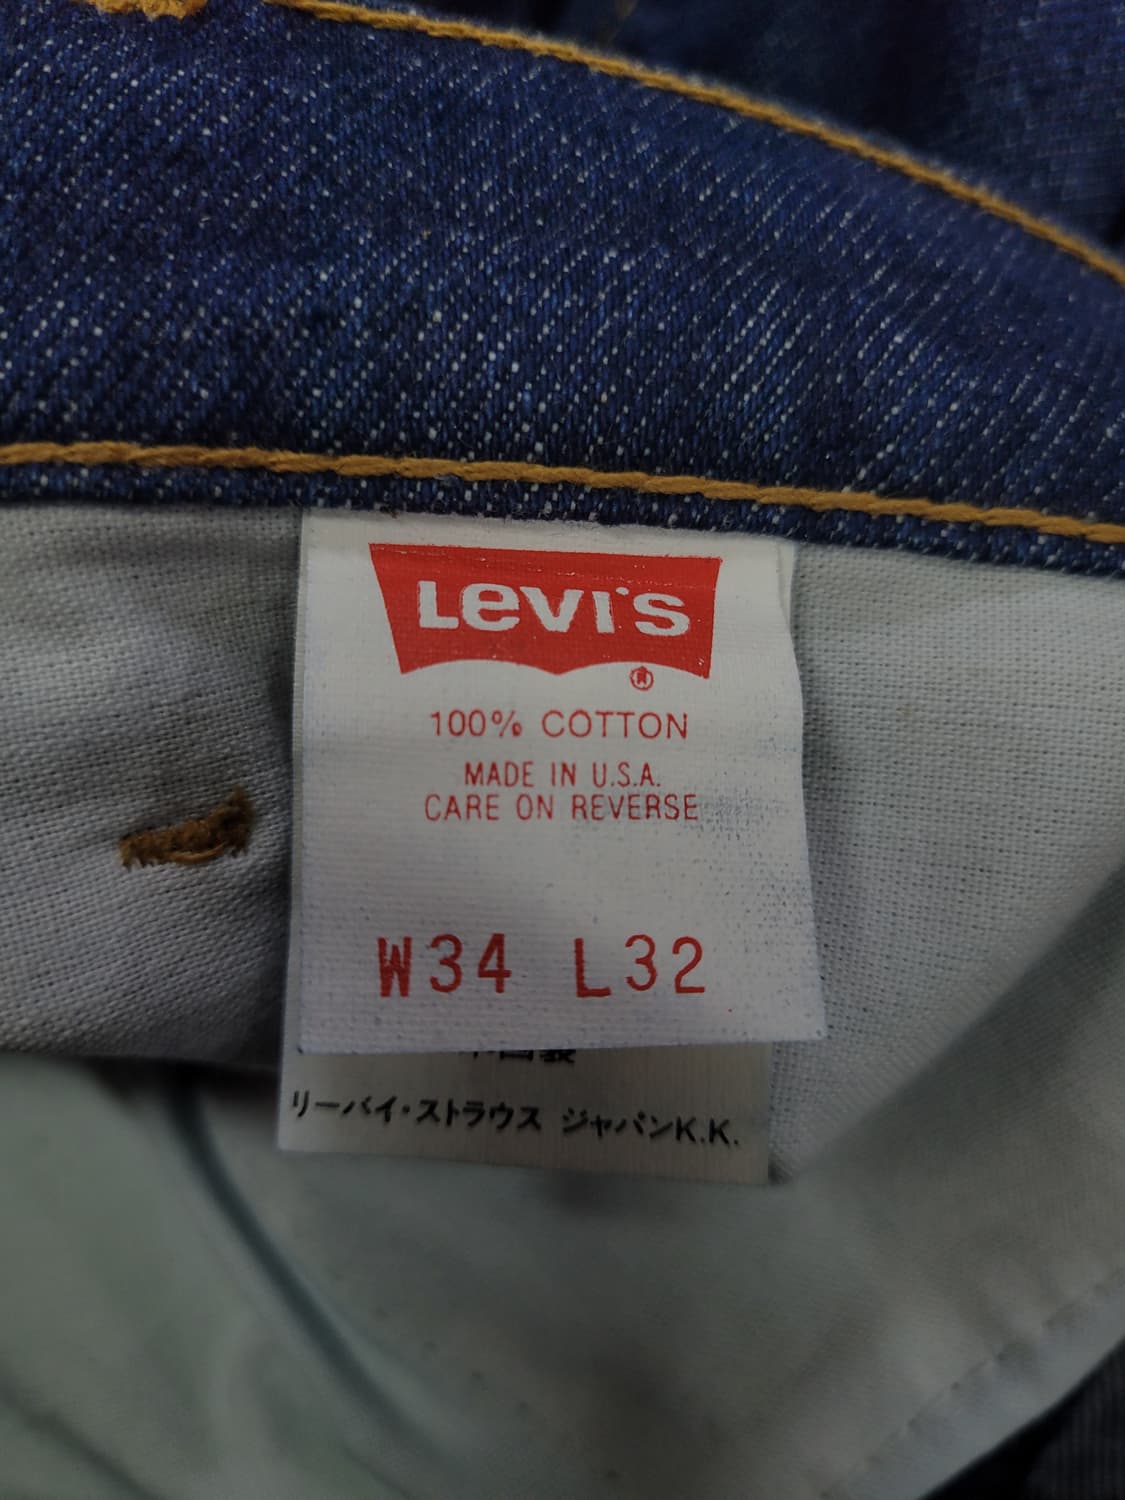 LEVI'S
®
100% COTTON
MADE IN U.S.A.
CARE ON REVERSE
W34 L32
リーバイ・ストラウス ジャパンK.K.